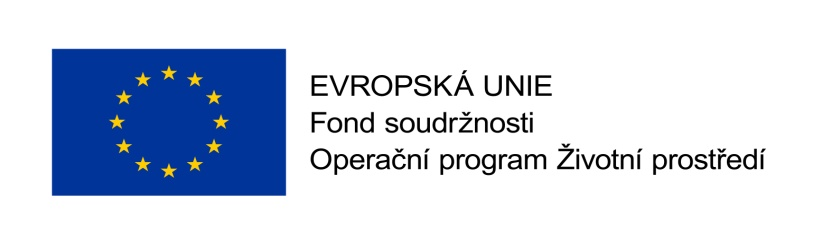 EVROPSKÁ UNIE
Fond soudržnosti
Operační program Životní prostředí